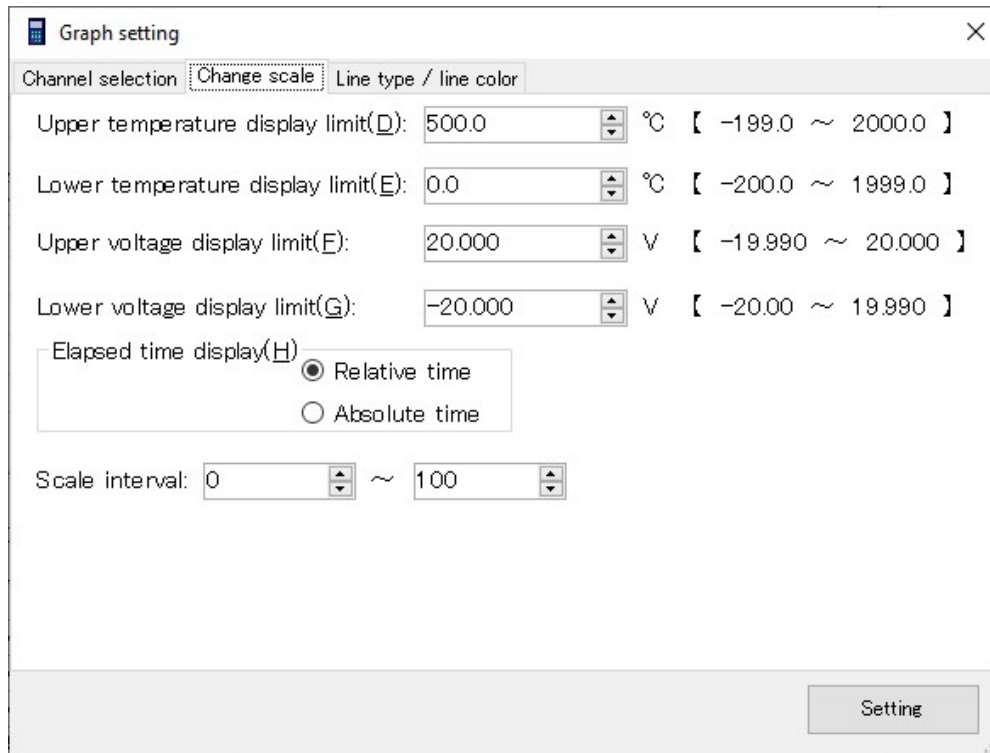 Graph setting
Channel selection Change scale Line type / line color
Upper temperature display limit(D): 500.0 ℃ 【 -199.0 ～ 2000.0 】
Lower temperature display limit(E): 0.0 ℃ 【 -200.0 ～ 1999.0 】
Upper voltage display limit(F): 20.000 V 【 -19.990 ～ 20.000 】
Lower voltage display limit(G): -20.000 V 【 -20.00 ～ 19.990 】
Elapsed time display(H)
Relative time
Absolute time
Scale interval: 0 ～ 100
Setting